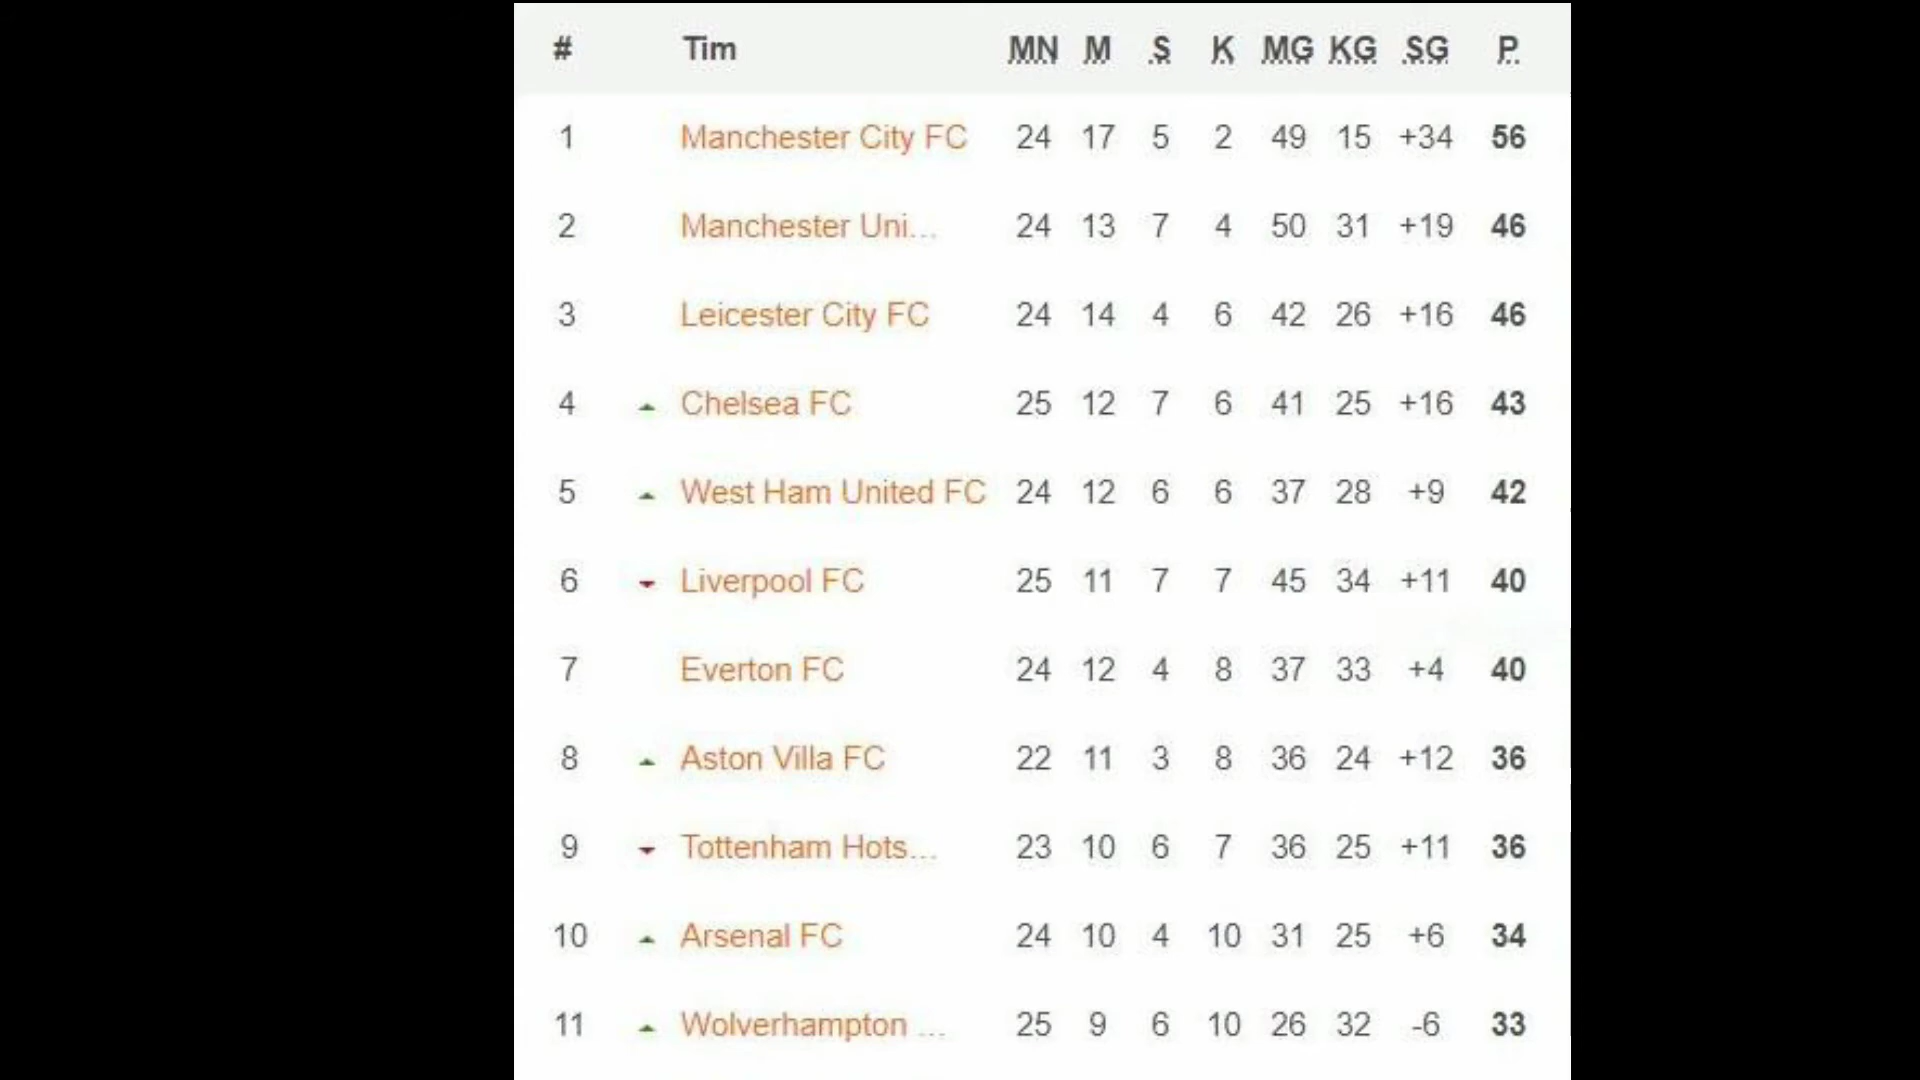 # Tim MN M S K MG KG SG P
1 Manchester City FC 24 17 5 2 49 15 +34 56
2 Manchester Uni... 24 13 7 4 50 31 +19 46
3 Leicester City FC 24 14 4 6 42 26 +16 46
4 Chelsea FC 25 12 7 6 41 25 +16 43
5 West Ham United FC 24 12 6 6 37 28 +9 42
6 Liverpool FC 25 11 7 7 45 34 +11 40
7 Everton FC 24 12 4 8 37 33 +4 40
8 Aston Villa FC 22 11 3 8 36 24 +12 36
9 Tottenham Hots... 23 10 6 7 36 25 +11 36
10 Arsenal FC 24 10 4 10 31 25 +6 34
11 Wolverhampton ... 25 9 6 10 26 32 -6 33